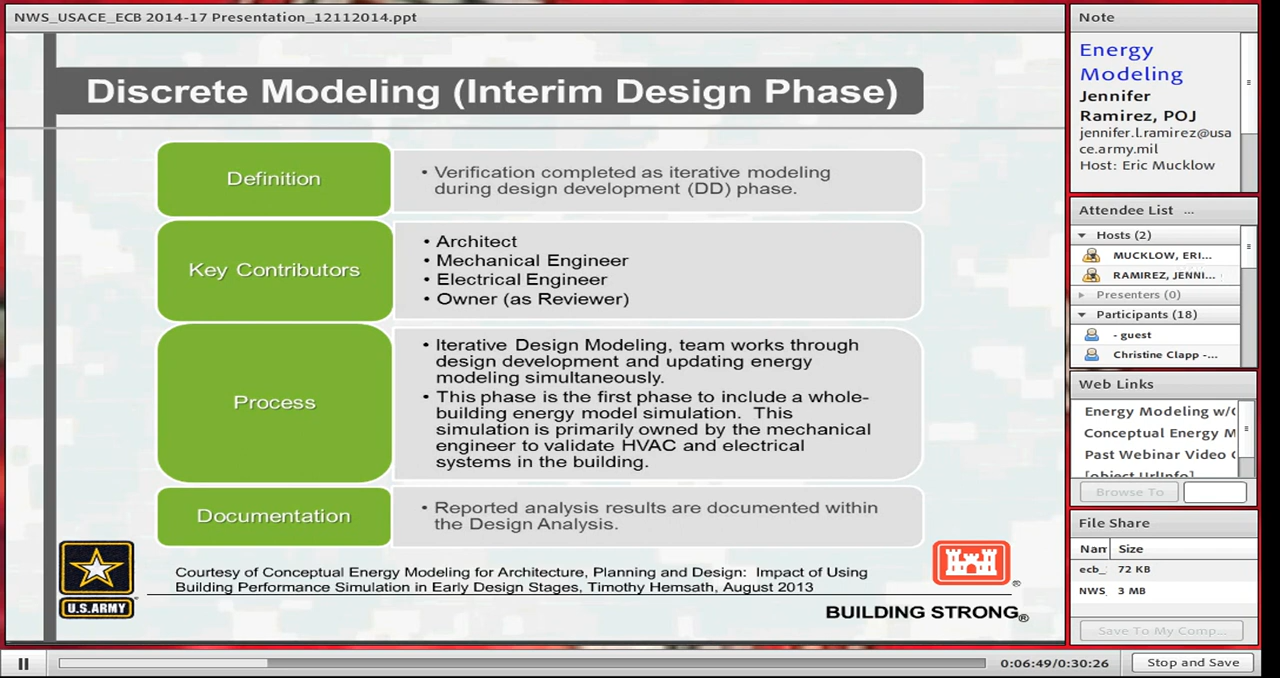 NWS_USACE_ECB 2014-17 Presentation_12112014.ppt
Discrete Modeling (Interim Design Phase)
Definition
• Verification completed as iterative modeling
during design development (DD) phase.
Key Contributors
• Architect
• Mechanical Engineer
• Electrical Engineer
• Owner (as Reviewer)
Process
• Iterative Design Modeling, team works through
design development and updating energy
modeling simultaneously.
• This phase is the first phase to include a whole-
building energy model simulation. This
simulation is primarily owned by the mechanical
engineer to validate HVAC and electrical
systems in the building.
Documentation
• Reported analysis results are documented within
the Design Analysis.
Courtesy of Conceptual Energy Modeling for Architecture, Planning and Design: Impact of Using
Building Performance Simulation in Early Design Stages, Timothy Hemsath, August 2013
U.S.ARMY
®
BUILDING STRONG®
Note
Energy
Modeling
Jennifer
Ramirez, POJ
jennifer.l.ramirez@usa
ce.army.mil
Host: Eric Mucklow
Attendee List ...
Hosts (2)
MUCKLOW, ERI...
RAMIREZ, JENNI...
Presenters (0)
Participants (18)
- guest
Christine Clapp -...
Web Links
Energy Modeling w/(
Conceptual Energy M
Past Webinar Video (
[object UrlInfo]
Browse To
File Share
Nam Size
ecb_ 72 KB
NWS_ 3 MB
Save To My Comp...
0:06:49/0:30:26
Stop and Save